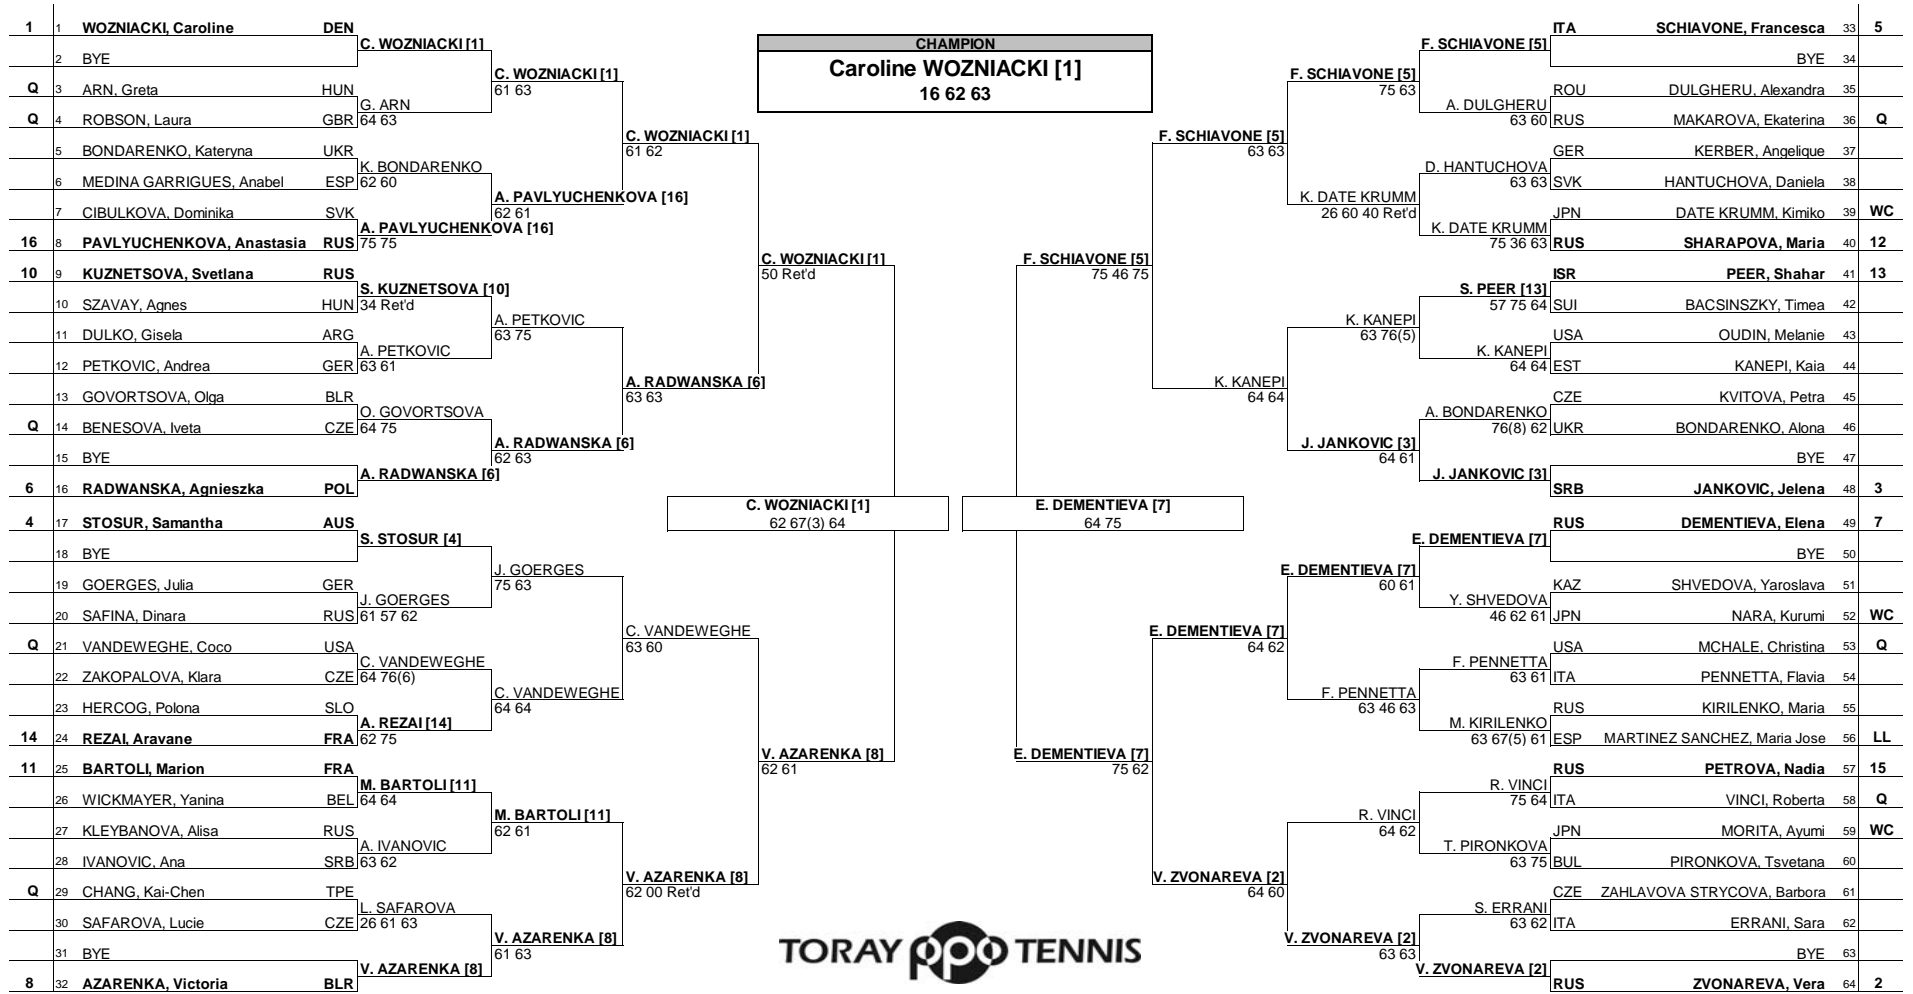 1 1 WOZNIACKI, Caroline DEN
2 BYE
Q 3 ARN, Greta HUN
Q 4 ROBSON, Laura GBR
5 BONDARENKO, Kateryna UKR
6 MEDINA GARRIGUES, Anabel ESP
7 CIBULKOVA, Dominika SVK
16 8 PAVLYUCHENKOVA, Anastasia RUS
10 9 KUZNETSOVA, Svetlana RUS
10 SZAVAY, Agnes HUN
11 DULKO, Gisela ARG
12 PETKOVIC, Andrea GER
13 GOVORTSOVA, Olga BLR
Q 14 BENESOVA, Iveta CZE
15 BYE
6 16 RADWANSKA, Agnieszka POL
4 17 STOSUR, Samantha AUS
18 BYE
19 GOERGES, Julia GER
20 SAFINA, Dinara RUS
Q 21 VANDEWEGHE, Coco USA
22 ZAKOPALOVA, Klara CZE
23 HERCOG, Polona SLO
14 24 REZAI, Aravane FRA
11 25 BARTOLI, Marion FRA
26 WICKMAYER, Yanina BEL
27 KLEYBANOVA, Alisa RUS
28 IVANOVIC, Ana SRB
Q 29 CHANG, Kai-Chen TPE
30 SAFAROVA, Lucie CZE
31 BYE
8 32 AZARENKA, Victoria BLR
C. WOZNIACKI [1]
G. ARN
64 63
K. BONDARENKO
62 60
A. PAVLYUCHENKOVA [16]
75 75
S. KUZNETSOVA [10]
34 Ret'd
A. PETKOVIC
63 61
O. GOVORTSOVA
64 75
A. RADWANSKA [6]
S. STOSUR [4]
J. GOERGES
61 57 62
C. VANDEWEGHE
64 76(6)
A. REZAI [14]
62 75
M. BARTOLI [11]
64 64
A. IVANOVIC
63 62
L. SAFAROVA
26 61 63
V. AZARENKA [8]
C. WOZNIACKI [1]
61 63
A. PAVLYUCHENKOVA [16]
62 61
A. PETKOVIC
63 75
A. RADWANSKA [6]
62 63
J. GOERGES
75 63
C. VANDEWEGHE
64 64
M. BARTOLI [11]
62 61
V. AZARENKA [8]
61 63
C. WOZNIACKI [1]
61 62
A. RADWANSKA [6]
63 63
C. VANDEWEGHE
63 60
V. AZARENKA [8]
62 00 Ret'd
C. WOZNIACKI [1]
50 Ret'd
V. AZARENKA [8]
62 61
CHAMPION
Caroline WOZNIACKI [1]
16 62 63
C. WOZNIACKI [1]
62 67(3) 64
E. DEMENTIEVA [7]
64 75
TORAY ppo TENNIS
F. SCHIAVONE [5]
75 46 75
E. DEMENTIEVA [7]
75 62
F. SCHIAVONE [5]
63 63
K. KANEPI
64 64
E. DEMENTIEVA [7]
64 62
V. ZVONAREVA [2]
64 60
F. SCHIAVONE [5]
75 63
K. DATE KRUMM
26 60 40 Ret'd
K. KANEPI
63 76(5)
J. JANKOVIC [3]
64 61
E. DEMENTIEVA [7]
60 61
F. PENNETTA
63 46 63
R. VINCI
64 62
V. ZVONAREVA [2]
63 63
F. SCHIAVONE [5]
A. DULGHERU
63 60
D. HANTUCHOVA
63 63
K. DATE KRUMM
75 36 63
S. PEER [13]
57 75 64
K. KANEPI
64 64
A. BONDARENKO
76(8) 62
J. JANKOVIC [3]
E. DEMENTIEVA [7]
Y. SHVEDOVA
46 62 61
F. PENNETTA
63 61
M. KIRILENKO
63 67(5) 61
R. VINCI
75 64
T. PIRONKOVA
63 75
S. ERRANI
63 62
V. ZVONAREVA [2]
ITA SCHIAVONE, Francesca 33 5
BYE 34
ROU DULGHERU, Alexandra 35
RUS MAKAROVA, Ekaterina 36 Q
GER KERBER, Angelique 37
SVK HANTUCHOVA, Daniela 38
JPN DATE KRUMM, Kimiko 39 WC
RUS SHARAPOVA, Maria 40 12
ISR PEER, Shahar 41 13
SUI BACSINSZKY, Timea 42
USA OUDIN, Melanie 43
EST KANEPI, Kaia 44
CZE KVITOVA, Petra 45
UKR BONDARENKO, Alona 46
BYE 47
SRB JANKOVIC, Jelena 48 3
RUS DEMENTIEVA, Elena 49 7
BYE 50
KAZ SHVEDOVA, Yaroslava 51
JPN NARA, Kurumi 52 WC
USA MCHALE, Christina 53 Q
ITA PENNETTA, Flavia 54
RUS KIRILENKO, Maria 55
ESP MARTINEZ SANCHEZ, Maria Jose 56 LL
RUS PETROVA, Nadia 57 15
ITA VINCI, Roberta 58 Q
JPN MORITA, Ayumi 59 WC
BUL PIRONKOVA, Tsvetana 60
CZE ZAHLAVOVA STRYCOVA, Barbora 61
ITA ERRANI, Sara 62
BYE 63
RUS ZVONAREVA, Vera 64 2